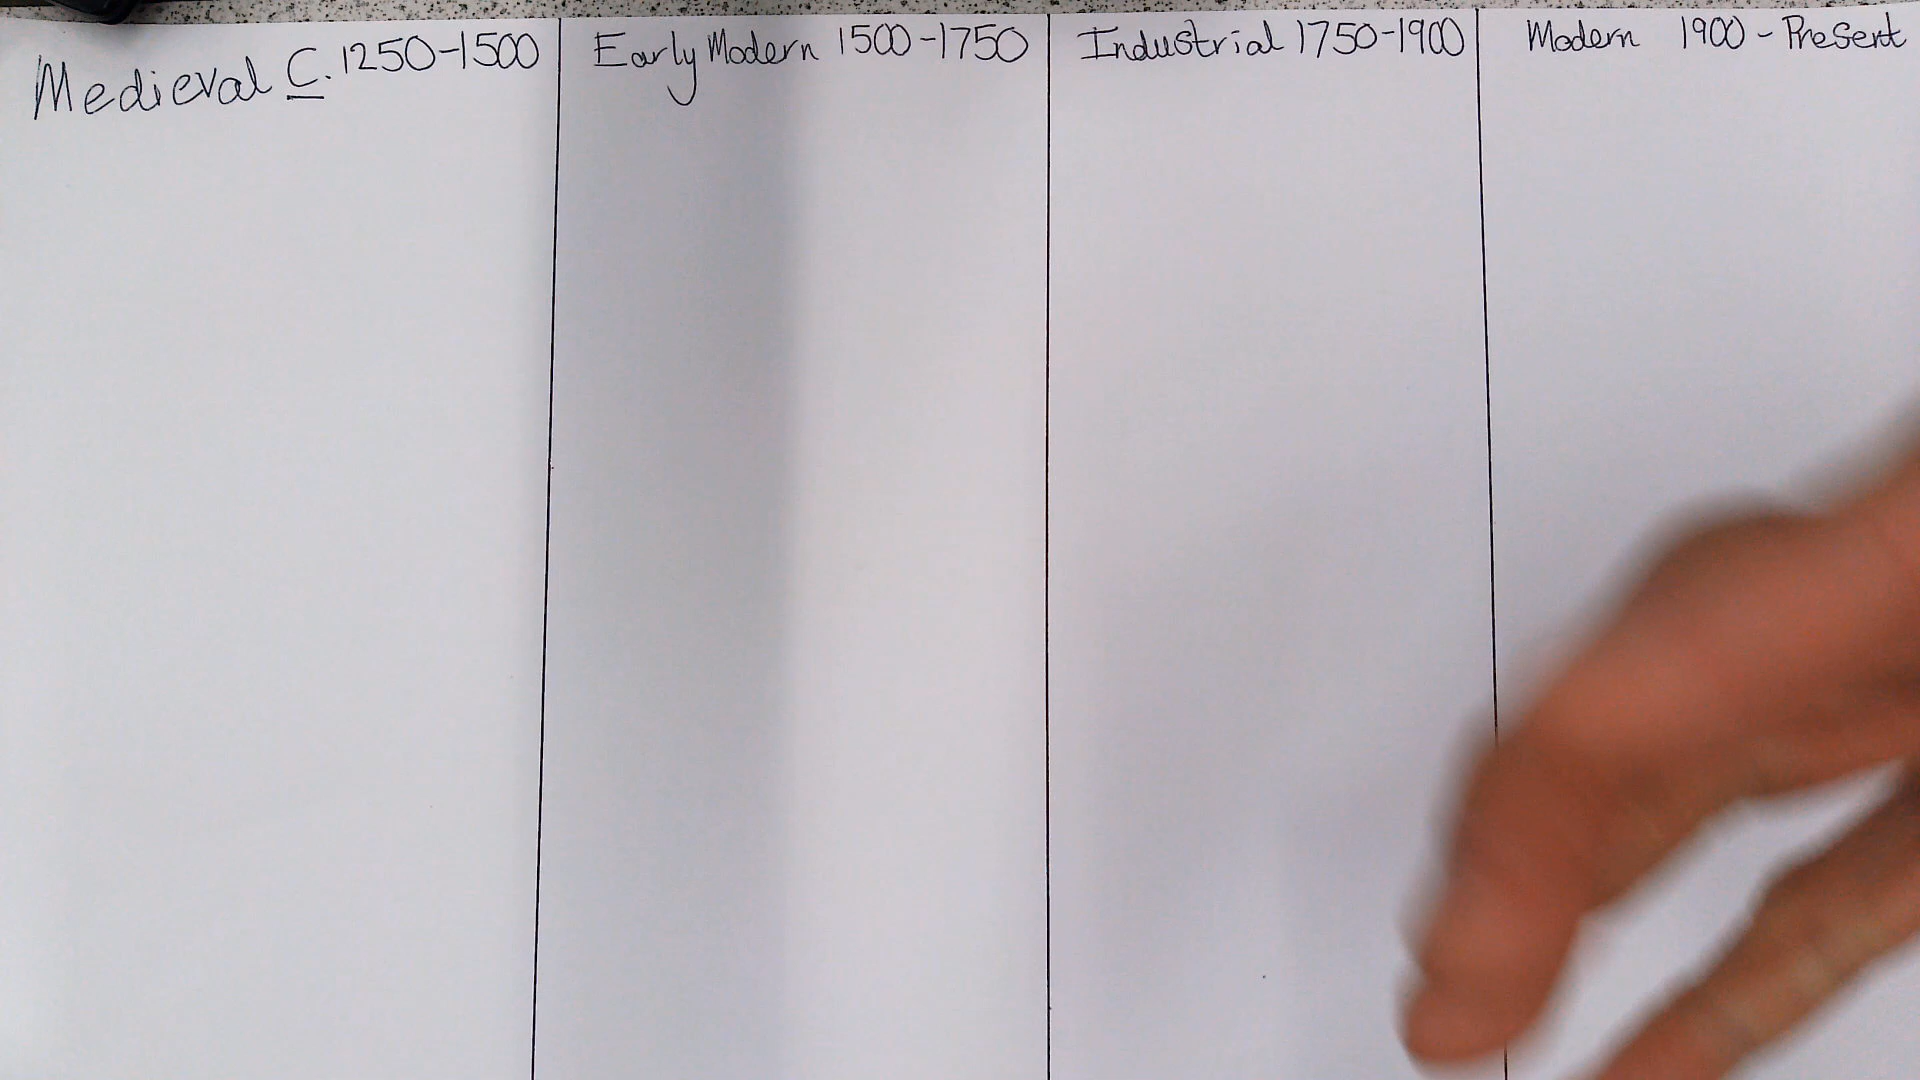 Medieval C. 1250-1500
Early Modern 1500-1750
Industrial 1750-1900
Modern 1900 - Present